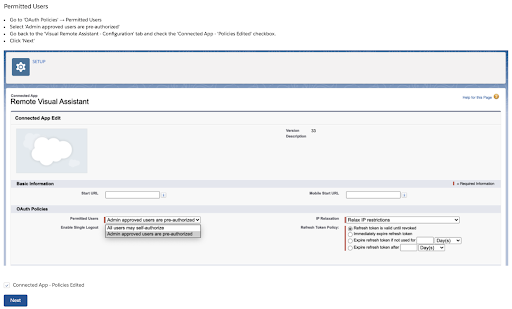 Permitted Users
• Go to 'OAuth Policies' → Permitted Users
• Select 'Admin approved users are pre-authorized'
• Go back to the 'Visual Remote Assistant - Configuration' tab and check the 'Connected App - 'Policies Edited' checkbox.
• Click 'Next'
SETUP
Connected App
Remote Visual Assistant
Help for this Page
Connected App Edit
Version 33
Description
Basic Information
= Required Information
Start URL
Mobile Start URL
OAuth Policies
Permitted Users Admin approved users are pre-authorized
IP Relaxation Relax IP restrictions
Enable Single Logout
All users may self-authorize
Admin approved users are pre-authorized
Refresh Token Policy:
Refresh token is valid until revoked
Immediately expire refresh token
Expire refresh token if not used for Day(s)
Expire refresh token after Day(s)
Connected App - Policies Edited
Next